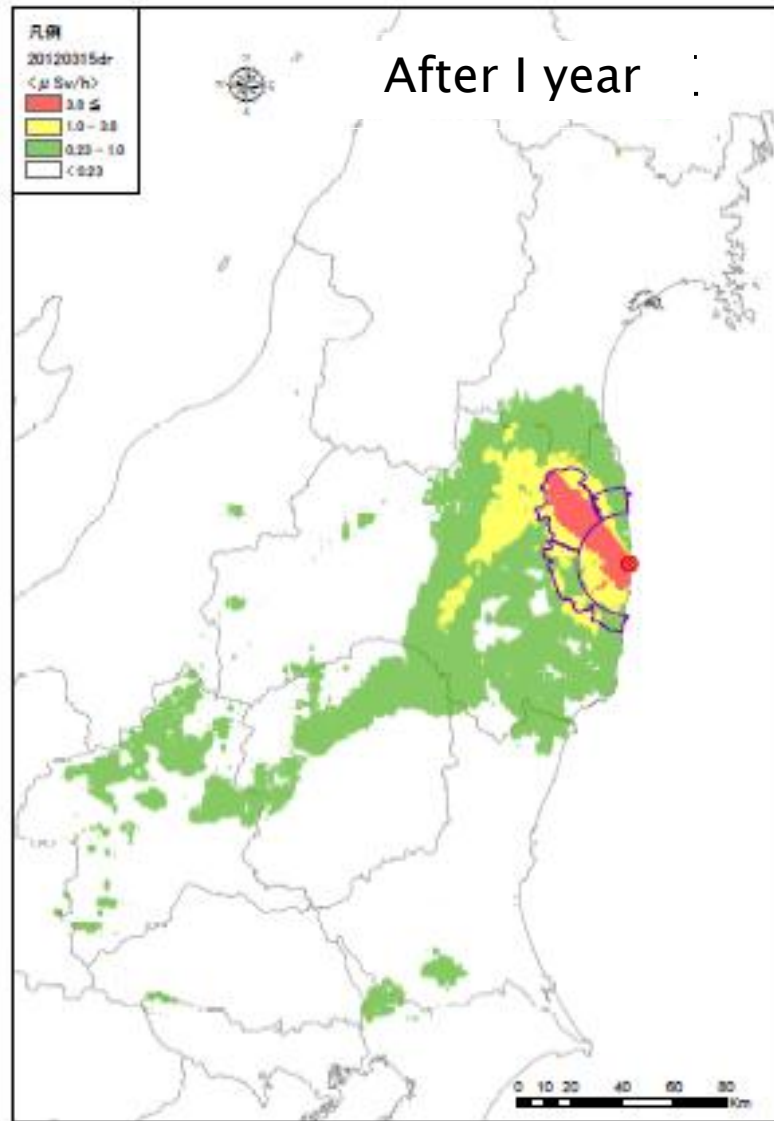 凡例
20120315dr
<μSv/h>
3.8 ≦
1.0 - 3.8
0.23 - 1.0
< 0.23
After 1 year :
0 10 20 40 60 80
Km